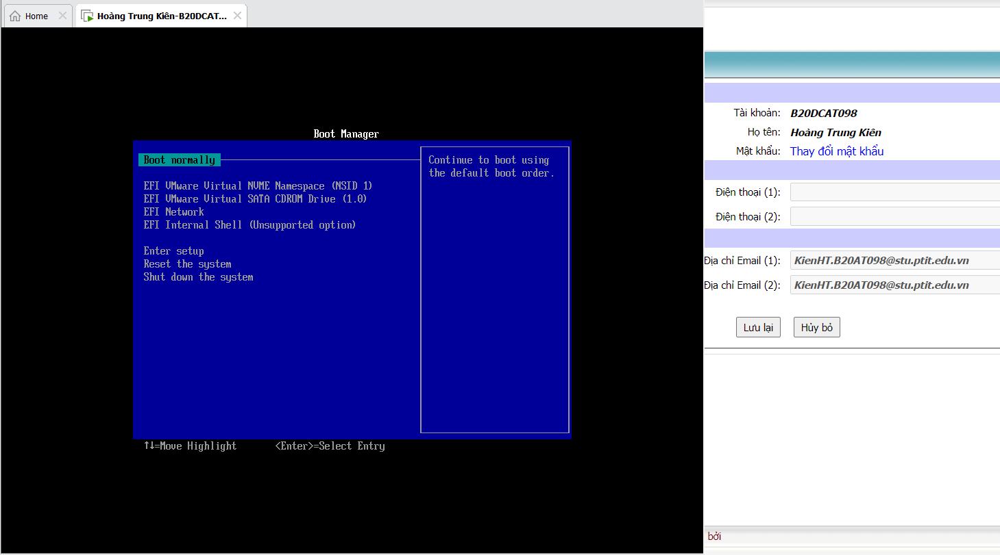 Home
Hoàng Trung Kiên-B20DCAT...
Boot Manager
Boot normally
EFI VMware Virtual NVME Namespace (NSID 1)
EFI VMware Virtual SATA CDROM Drive (1.0)
EFI Network
EFI Internal Shell (Unsupported option)
Enter setup
Reset the system
Shut down the system
Continue to boot using
the default boot order.
↑↓=Move Highlight
<Enter>=Select Entry
Tài khoản: B20DCAT098
Họ tên: Hoàng Trung Kiên
Mật khẩu: Thay đổi mật khẩu
Điện thoại (1):
Điện thoại (2):
Địa chỉ Email (1): KienHT.B20AT098@stu.ptit.edu.vn
Địa chỉ Email (2): KienHT.B20AT098@stu.ptit.edu.vn
Lưu lại Hủy bỏ
bởi